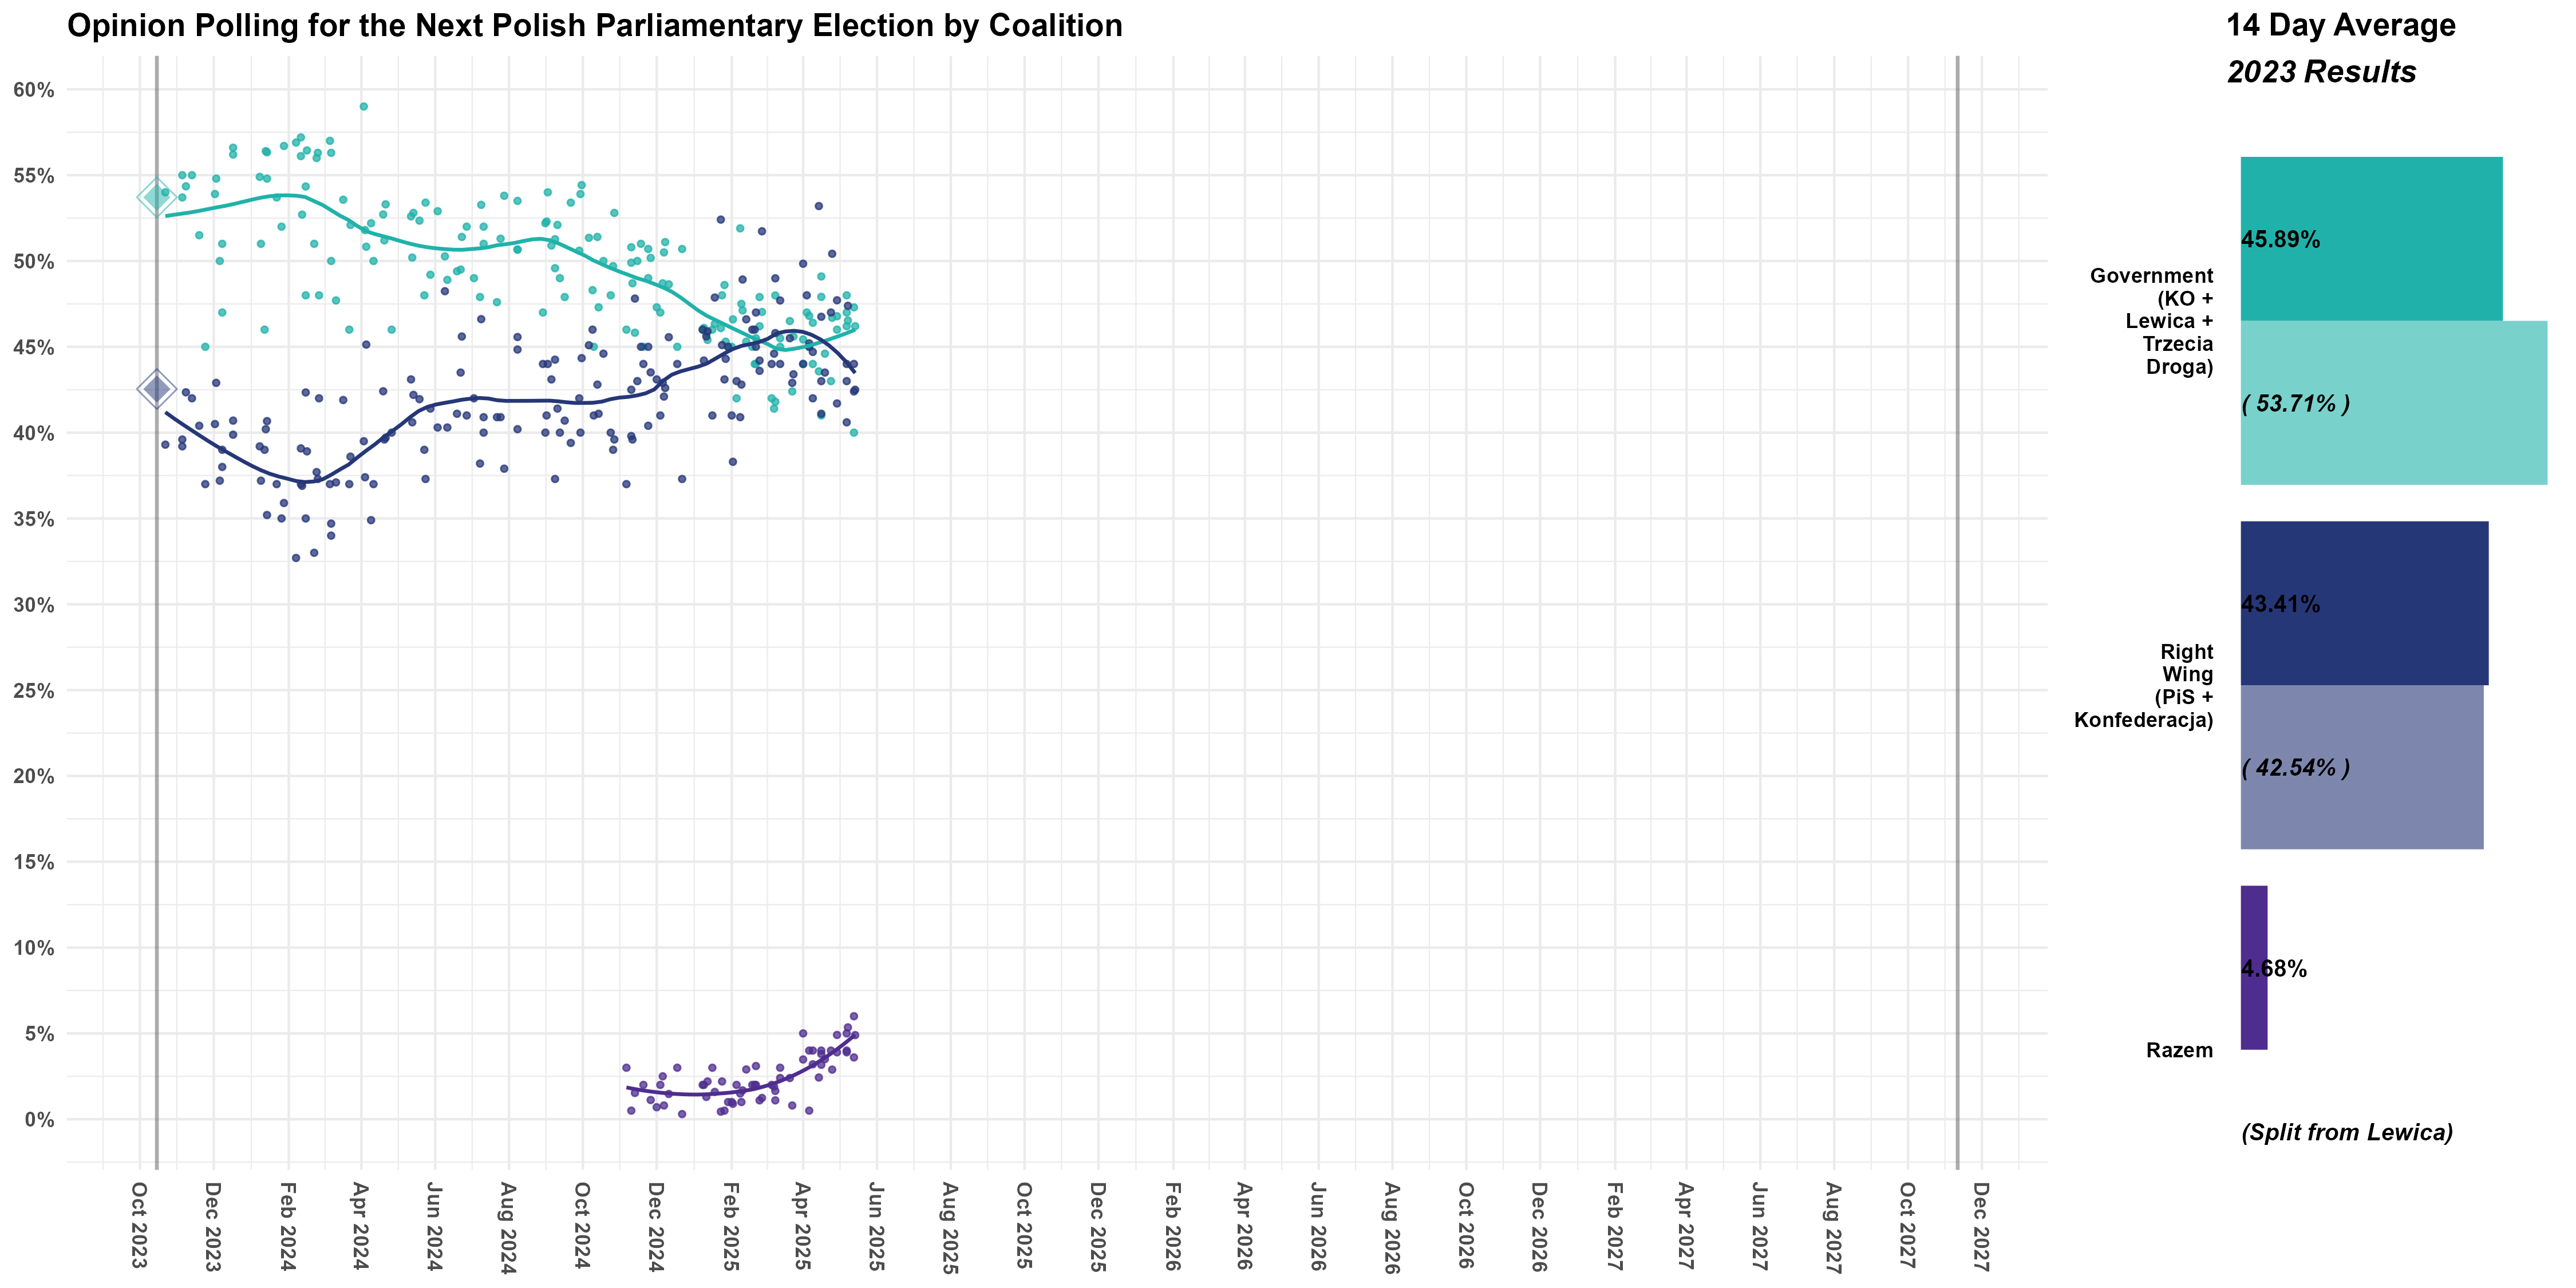 Opinion Polling for the Next Polish Parliamentary Election by Coalition
14 Day Average
2023 Results
60%
55%
50%
45%
40%
35%
30%
25%
20%
15%
10%
5%
0%
Oct 2023
Dec 2023
Feb 2024
Apr 2024
Jun 2024
Aug 2024
Oct 2024
Dec 2024
Feb 2025
Apr 2025
Jun 2025
Aug 2025
Oct 2025
Dec 2025
Feb 2026
Apr 2026
Jun 2026
Aug 2026
Oct 2026
Dec 2026
Feb 2027
Apr 2027
Jun 2027
Aug 2027
Oct 2027
Dec 2027
Government
(KO +
Lewica +
Trzecia
Droga)
45.89%
( 53.71% )
Right
Wing
(PiS +
Konfederacja)
43.41%
( 42.54% )
Razem
4.68%
(Split from Lewica)